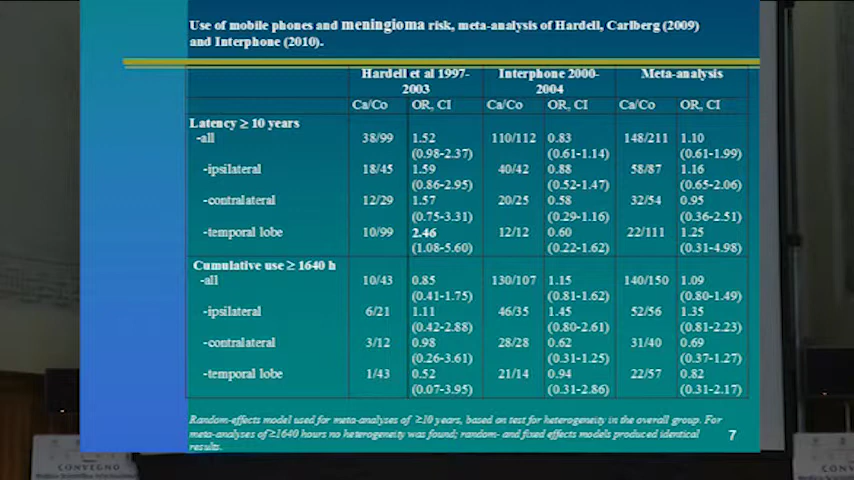 Use of mobile phones and meningioma risk, meta-analysis of Hardell, Carlberg (2009)
and Interphone (2010).
Hardell et al 1997-2003 Interphone 2000-2004 Meta-analysis
Ca/Co OR, CI Ca/Co OR, CI Ca/Co OR, CI
Latency ≥ 10 years
-all 38/99 1.52 110/112 0.83 148/211 1.10
(0.98-2.37) (0.61-1.14) (0.61-1.99)
-ipsilateral 18/45 1.59 40/42 0.88 58/87 1.16
(0.86-2.95) (0.52-1.47) (0.65-2.06)
-contralateral 12/29 1.57 20/25 0.58 32/54 0.95
(0.75-3.31) (0.29-1.16) (0.36-2.51)
-temporal lobe 10/99 2.46 12/12 0.60 22/111 1.25
(1.08-5.60) (0.22-1.62) (0.31-4.98)
Cumulative use ≥ 1640 h
-all 10/43 0.85 130/107 1.15 140/150 1.09
(0.41-1.75) (0.81-1.62) (0.80-1.49)
-ipsilateral 6/21 1.11 46/35 1.45 52/56 1.35
(0.42-2.88) (0.80-2.61) (0.81-2.23)
-contralateral 3/12 0.98 28/28 0.62 31/40 0.69
(0.26-3.61) (0.31-1.25) (0.37-1.27)
-temporal lobe 1/43 0.52 21/14 0.94 22/57 0.82
(0.07-3.95) (0.31-2.86) (0.31-2.17)
Random-effects model used for meta-analyses of ≥10 years, based on test for heterogeneity in the overall group. For
meta-analyses of ≥1640 hours no heterogeneity was found; random- and fixed effects models produced identical
results.
7
CONVEGNO